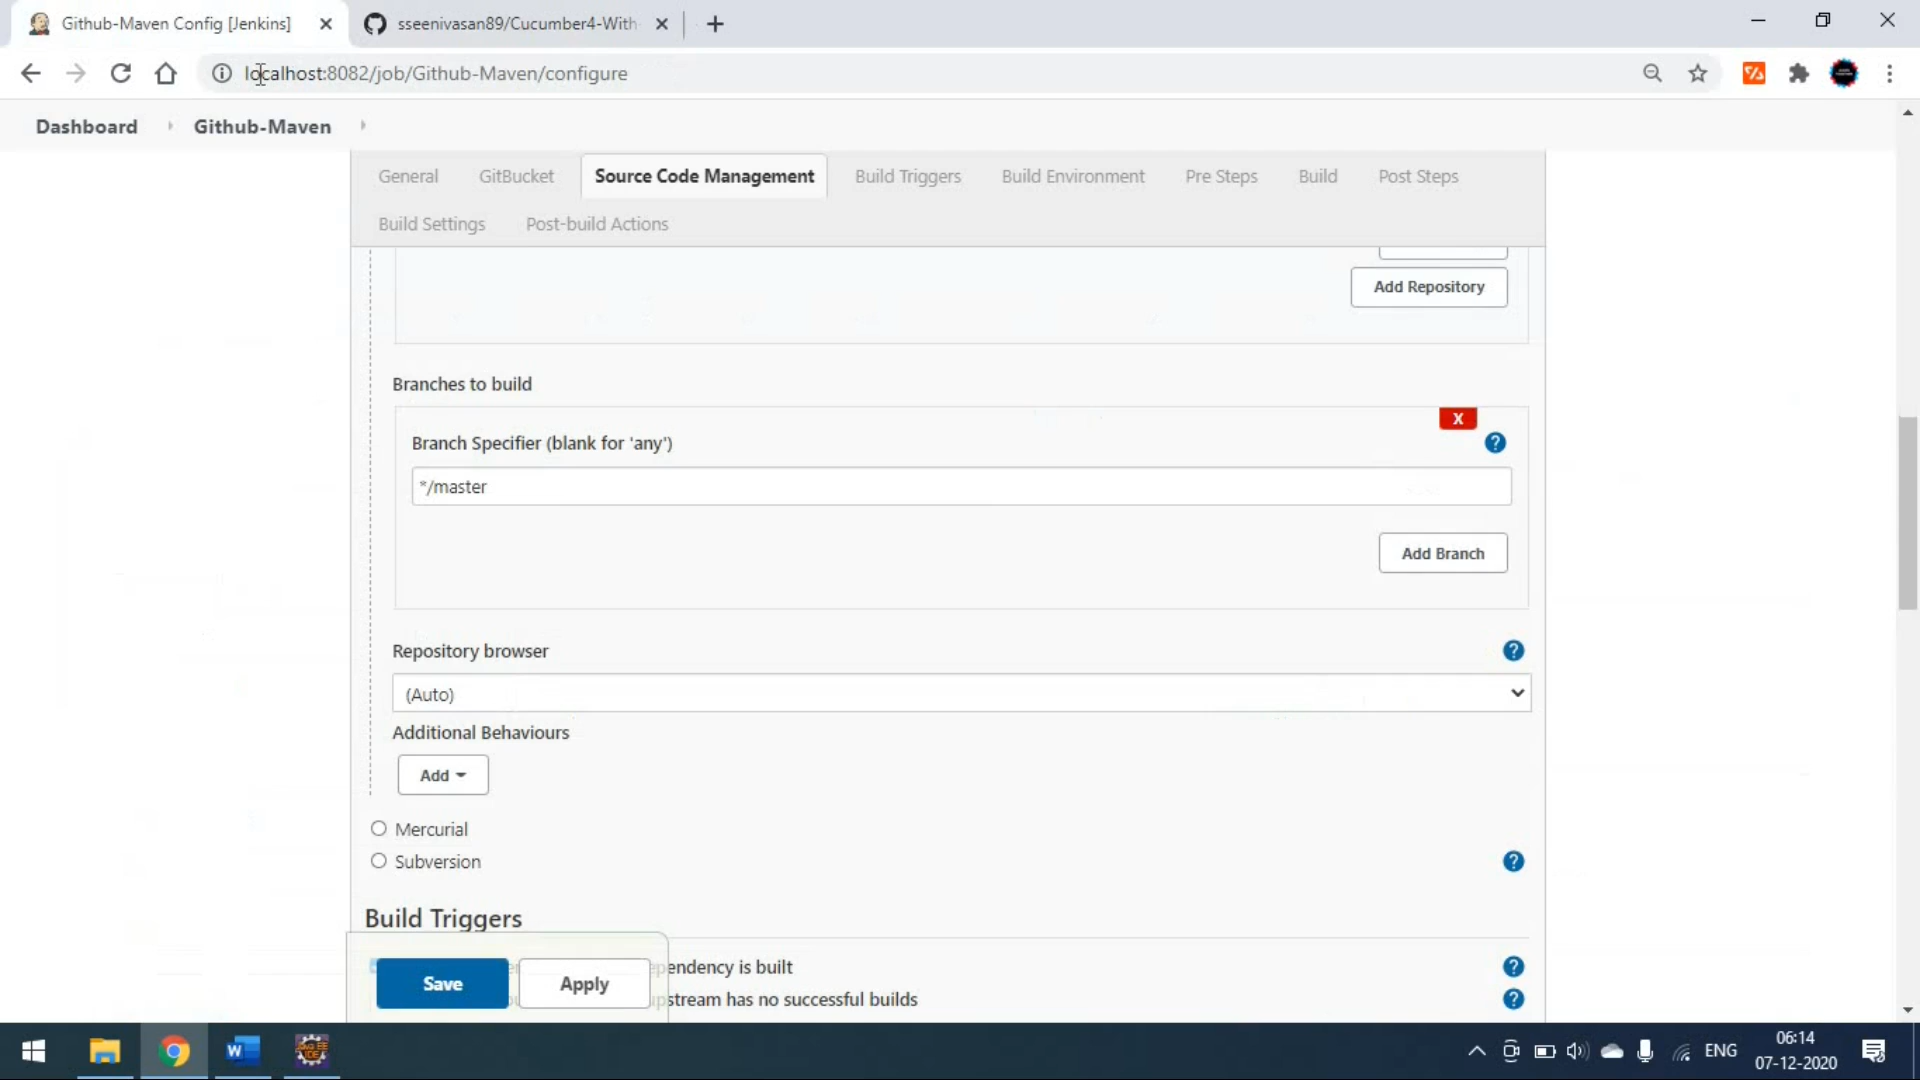 Github-Maven Config [Jenkins]
sseenivasan89/Cucumber4-With
localhost:8082/job/Github-Maven/configure
Dashboard
Github-Maven
General
GitBucket
Source Code Management
Build Triggers
Build Environment
Pre Steps
Build
Post Steps
Build Settings
Post-build Actions
Add Repository
Branches to build
X
Branch Specifier (blank for 'any')
*/master
Add Branch
Repository browser
(Auto)
Additional Behaviours
Add
Mercurial
Subversion
Build Triggers
Save
Apply
pendency is built
upstream has no successful builds
ENG
06:14
07-12-2020